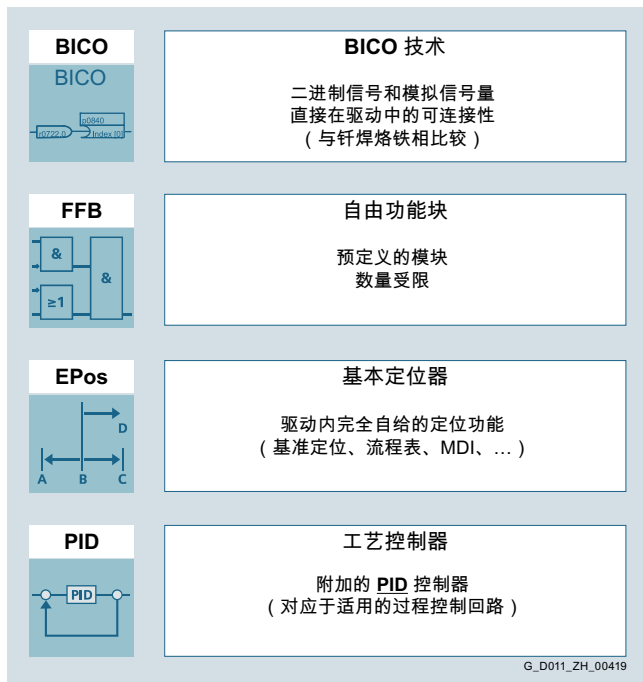 BICO
BICO
p0840
r0722.0
Index [0]
BICO 技术
二进制信号和模拟信号量
直接在驱动中的可连接性
（与钎焊烙铁相比较）
FFB
&
&
≥1
自由功能块
预定义的模块
数量受限
EPos
D
A B C
基本定位器
驱动内完全自给的定位功能
（基准定位、流程表、MDI、…）
PID
PID
工艺控制器
附加的 PID 控制器
（对应于适用的过程控制回路）
G_D011_ZH_00419